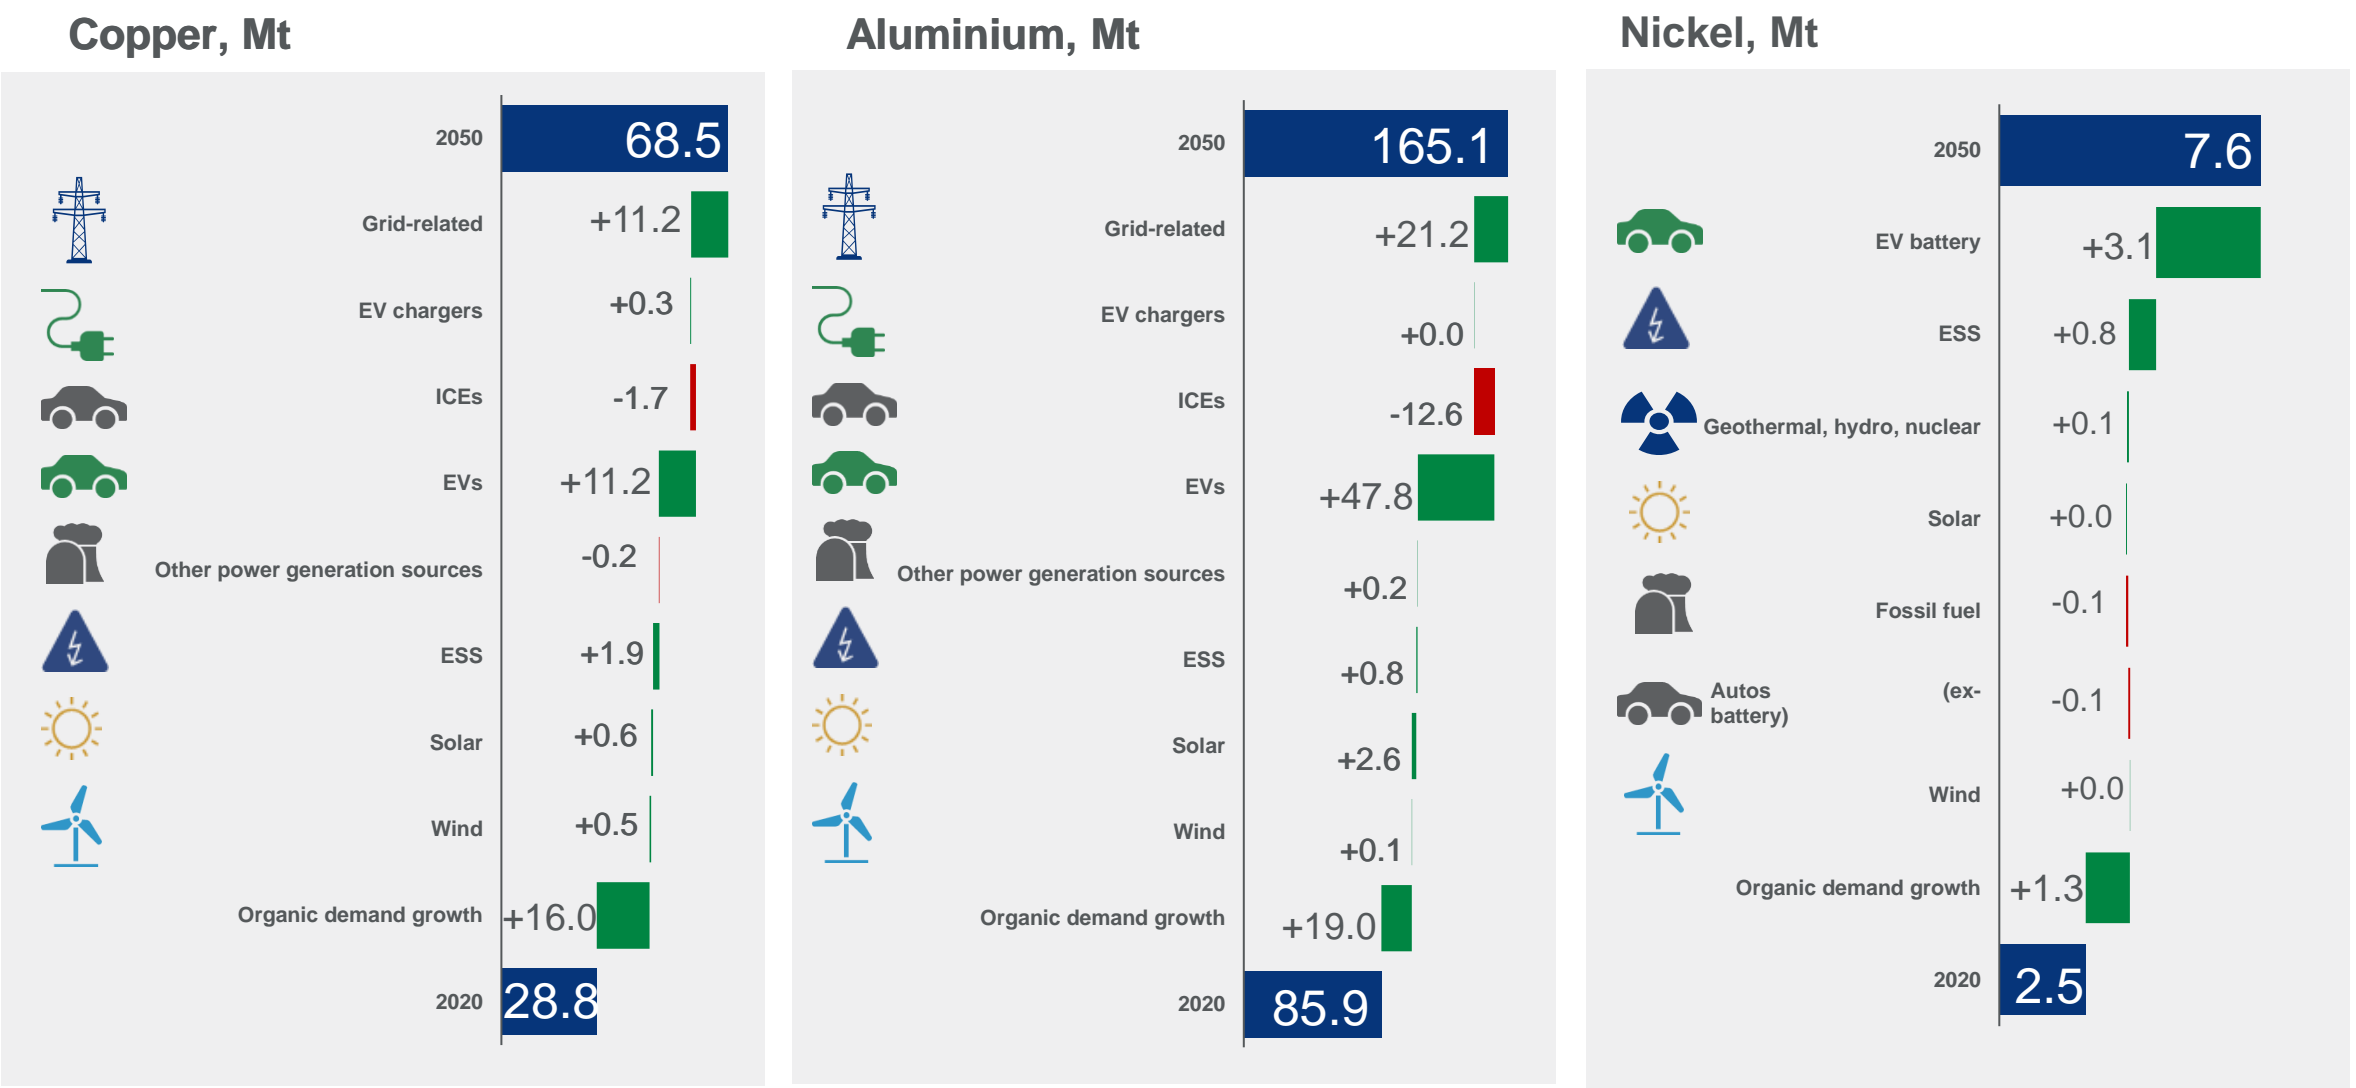 Copper, Mt
2050
68.5
Grid-related
+11.2
EV chargers
+0.3
ICEs
-1.7
EVs
+11.2
Other power generation sources
-0.2
ESS
+1.9
Solar
+0.6
Wind
+0.5
Organic demand growth
+16.0
2020
28.8
Aluminium, Mt
2050
165.1
Grid-related
+21.2
EV chargers
+0.0
ICEs
-12.6
EVs
+47.8
Other power generation sources
+0.2
ESS
+0.8
Solar
+2.6
Wind
+0.1
Organic demand growth
+19.0
2020
85.9
Nickel, Mt
2050
7.6
EV battery
+3.1
ESS
+0.8
Geothermal, hydro, nuclear
+0.1
Solar
+0.0
Fossil fuel
-0.1
Autos (ex-
battery)
-0.1
Wind
+0.0
Organic demand growth
+1.3
2020
2.5